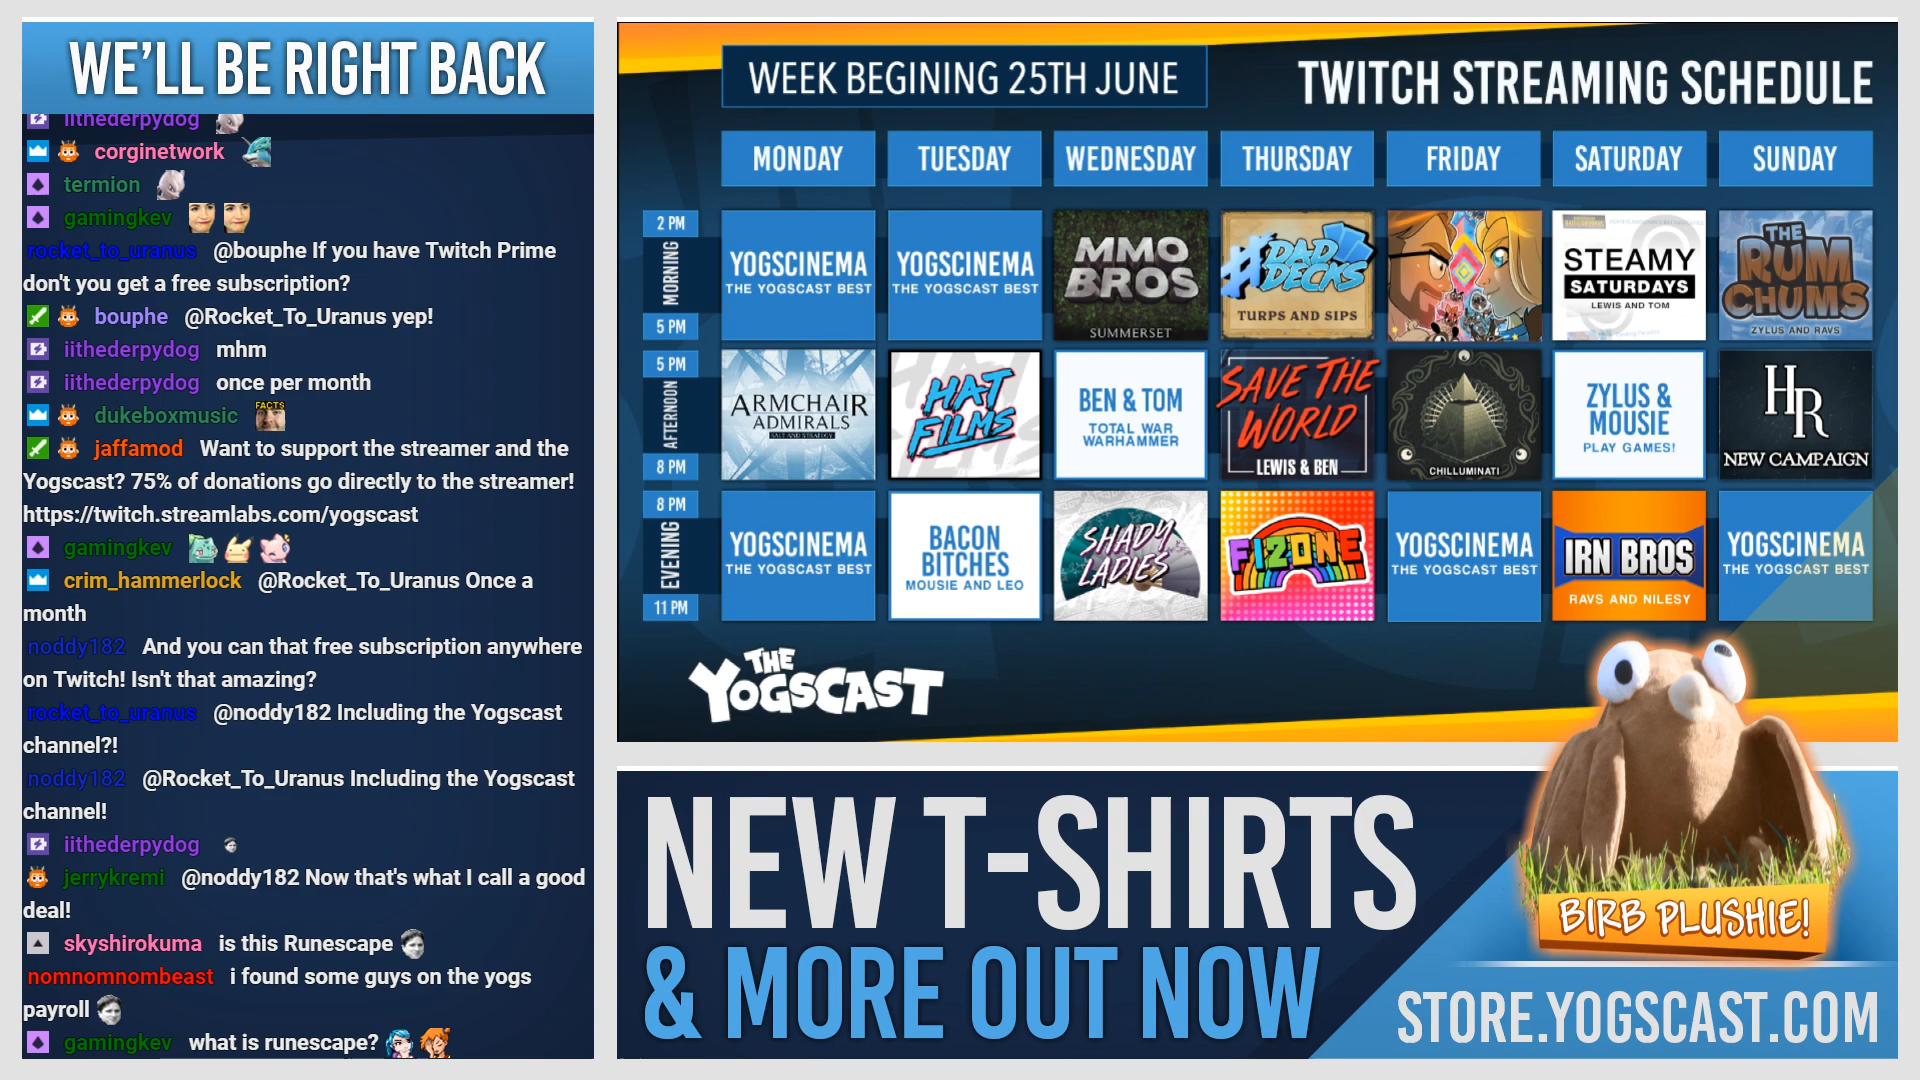 WE'LL BE RIGHT BACK
iithederpydog
corginetwork
termion
gamingkev
rocket_to_uranus @bouphe If you have Twitch Prime
don't you get a free subscription?
bouphe @Rocket_To_Uranus yep!
iithederpydog mhm
iithederpydog once per month
dukeboxmusic FACTS
jaffamod Want to support the streamer and the
Yogscast? 75% of donations go directly to the streamer!
https://twitch.streamlabs.com/yogscast
gamingkev
crim_hammerlock @Rocket_To_Uranus Once a
month
noddy182 And you can that free subscription anywhere
on Twitch! Isn't that amazing?
rocket_to_uranus @noddy182 Including the Yogscast
channel?!
noddy182 @Rocket_To_Uranus Including the Yogscast
channel!
iithederpydog
jerrykremi @noddy182 Now that's what I call a good
deal!
skyshirokuma is this Runescape
nomnomnombeast i found some guys on the yogs
payroll
gamingkev what is runescape?
WEEK BEGINING 25TH JUNE
TWITCH STREAMING SCHEDULE
MONDAY TUESDAY WEDNESDAY THURSDAY FRIDAY SATURDAY SUNDAY
2 PM
MORNING
5 PM
YOGSCINEMA
THE YOGSCAST BEST
YOGSCINEMA
THE YOGSCAST BEST
MMO
BROS
SUMMERSET
#DAD
DECKS
TURPS AND SIPS
STEAMY
SATURDAYS
LEWIS AND TOM
THE
RUM
CHUMS
ZYLUS AND RAVS
5 PM
AFTERNOON
8 PM
ARMCHAIR
ADMIRALS
SALT AND STRATEGY
HAT
FILMS
BEN & TOM
TOTAL WAR
WARHAMMER
SAVE THE
WORLD
LEWIS & BEN
CHILLUMINATI
ZYLUS &
MOUSIE
PLAY GAMES!
HR
NEW CAMPAIGN
8 PM
EVENING
11 PM
YOGSCINEMA
THE YOGSCAST BEST
BACON
BITCHES
MOUSIE AND LEO
SHADY
LADIES
FIZONE
YOGSCINEMA
THE YOGSCAST BEST
IRN BROS
RAVS AND NILESY
YOGSCINEMA
THE YOGSCAST BEST
THE
YOGSCAST
NEW T-SHIRTS
& MORE OUT NOW
BIRB PLUSHIE!
STORE.YOGSCAST.COM